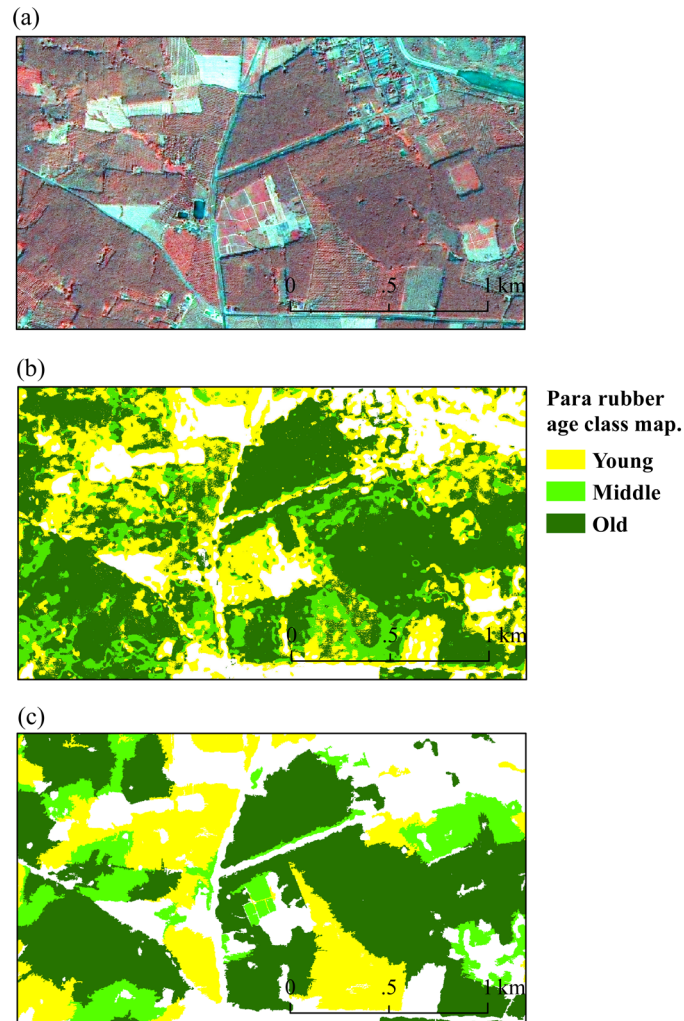 (a)
0 .5 1 km
(b)
Para rubber
age class map.
Young
Middle
Old
0 .5 1 km
(c)
0 .5 1 km